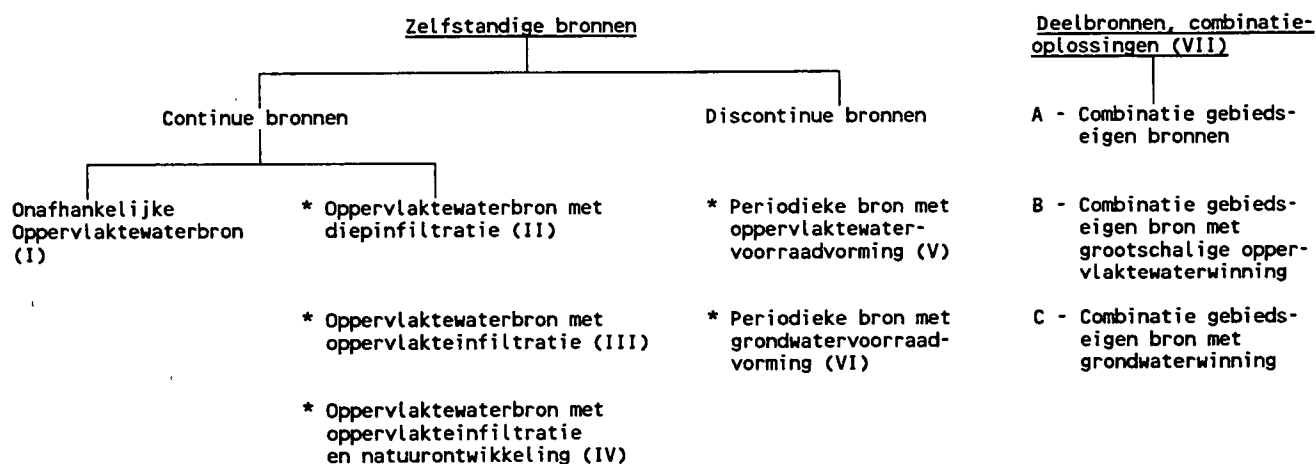 Zelfstandige bronnen
Deelbronnen, combinatie-
oplossingen (VII)
Continue bronnen
Discontinue bronnen
A - Combinatie gebieds-
eigen bronnen
Onafhankelijke
Oppervlaktewaterbron
(I)
* Oppervlaktewaterbron met
diepinfiltratie (II)
* Oppervlaktewaterbron met
oppervlakteinfiltratie (III)
* Oppervlaktewaterbron met
oppervlakteinfiltratie
en natuurontwikkeling (IV)
* Periodieke bron met
oppervlaktewater-
voorraadvorming (V)
* Periodieke bron met
grondwatervoorraad-
vorming (VI)
B - Combinatie gebieds-
eigen bron met
grootschalige opper-
vlaktewaterwinning
C - Combinatie gebieds-
eigen bron met
grondwaterwinning